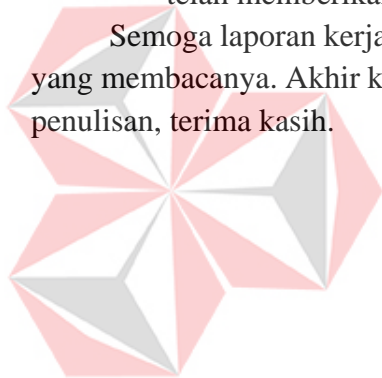 telah memberika
Semoga laporan kerja
yang membacanya. Akhir k
penulisan, terima kasih.